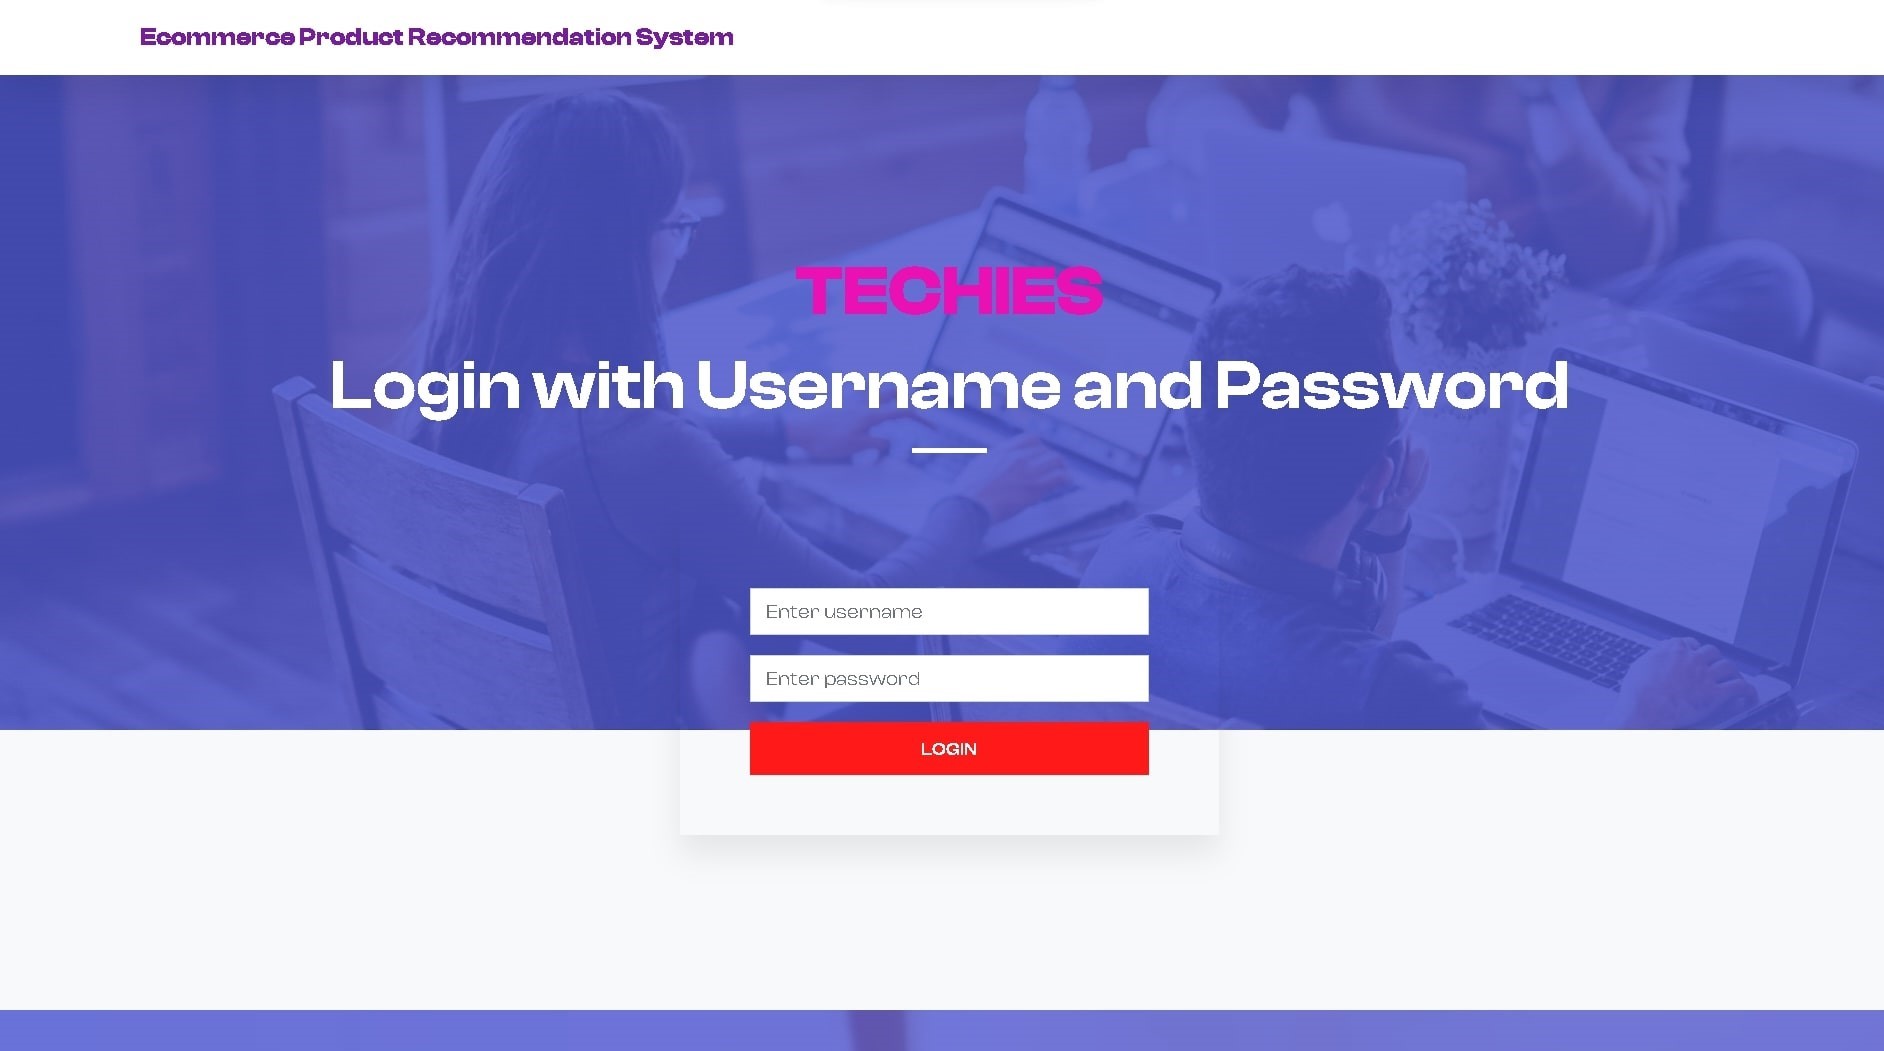 Ecommerce Product Recommendation System
TECHIES
Login with Username and Password
Enter username
Enter password
LOGIN